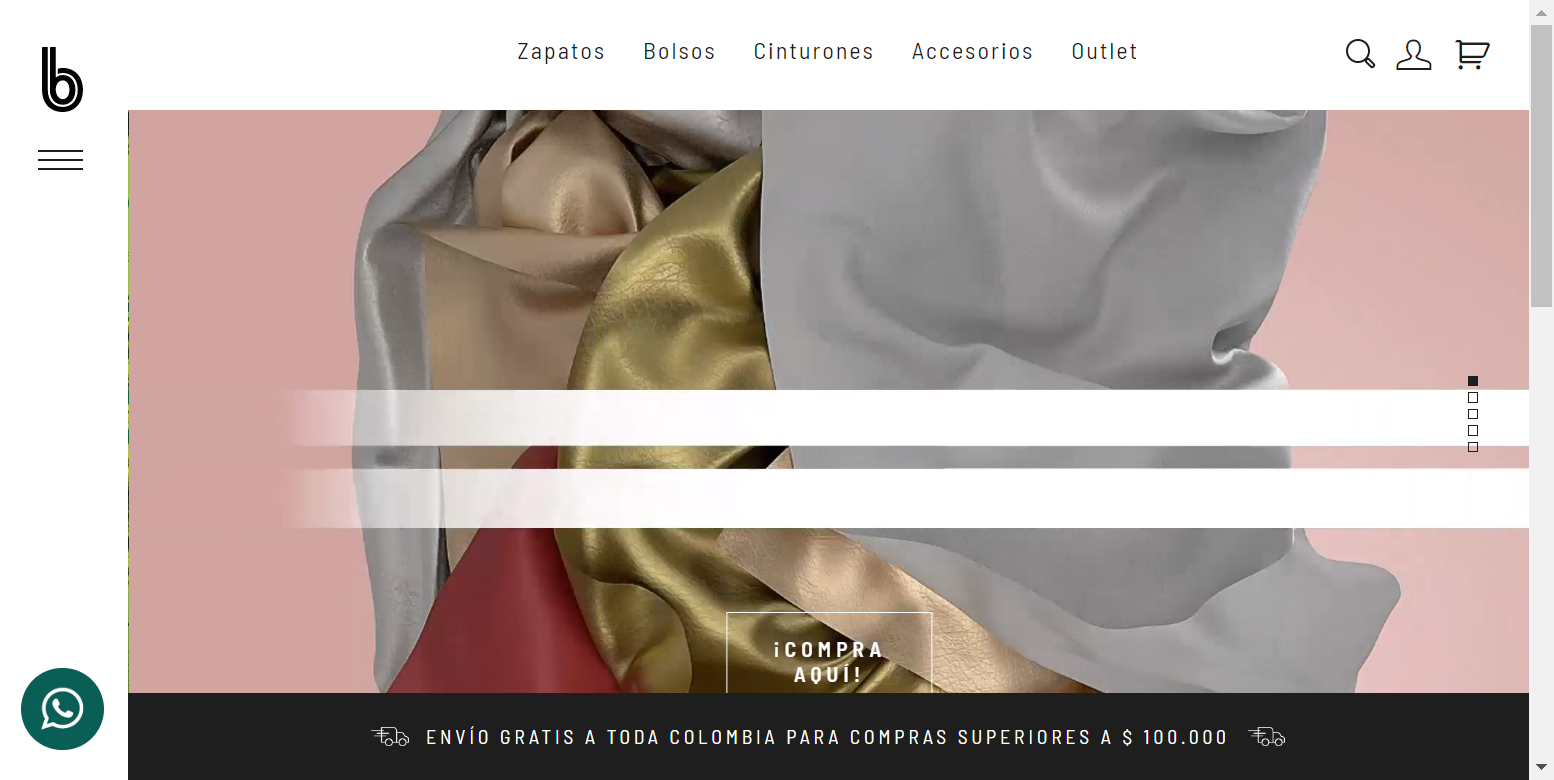 b
Zapatos Bolsos Cinturones Accesorios Outlet
¡COMPRA
AQUÍ!
ENVÍO GRATIS A TODA COLOMBIA PARA COMPRAS SUPERIORES A $ 100.000